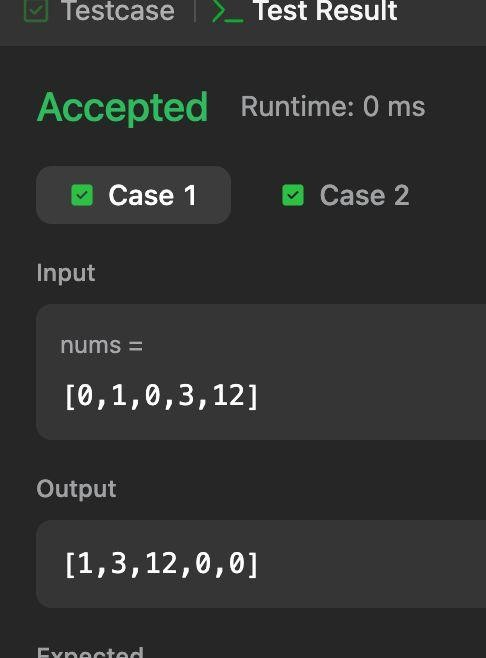 Testcase | >_ Test Result
Accepted Runtime: 0 ms
Case 1 Case 2
Input
nums =
[0,1,0,3,12]
Output
[1,3,12,0,0]
Expected